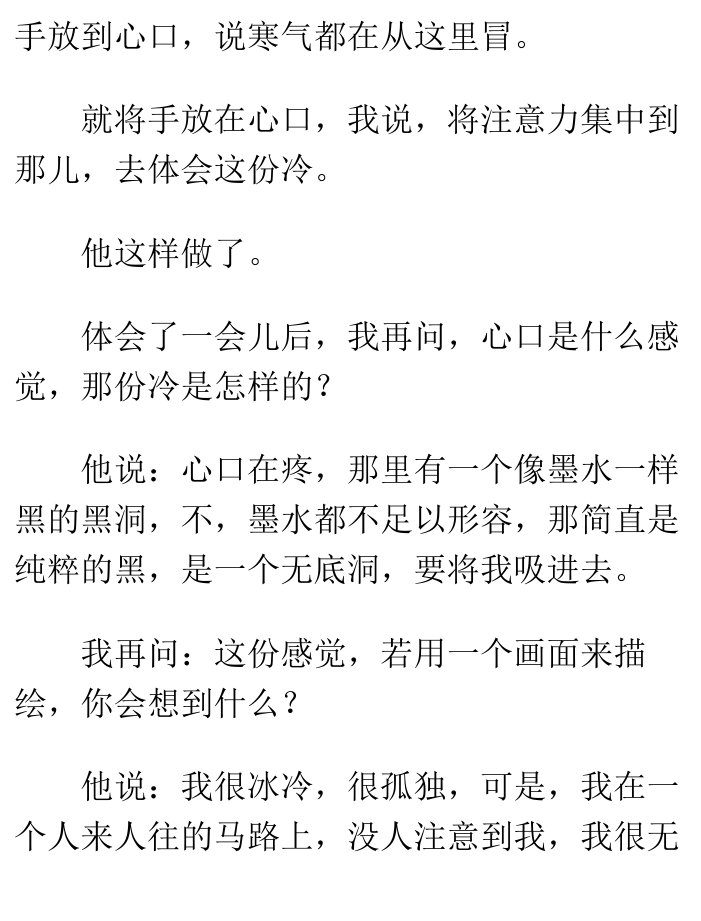 手放到心口，说寒气都在从这里冒。
就将手放在心口，我说，将注意力集中到
那儿，去体会这份冷。
他这样做了。
体会了一会儿后，我再问，心口是什么感
觉，那份冷是怎样的？
他说：心口在疼，那里有一个像墨水一样
黑的黑洞，不，墨水都不足以形容，那简直是
纯粹的黑，是一个无底洞，要将我吸进去。
我再问：这份感觉，若用一个画面来描
绘，你会想到什么？
他说：我很冰冷，很孤独，可是，我在一
个人来人往的马路上，没人注意到我，我很无